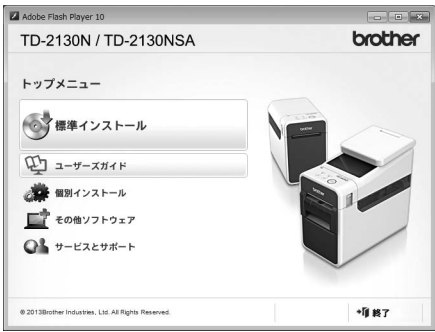 Adobe Flash Player 10
TD-2130N / TD-2130NSA
brother
トップメニュー
標準インストール
ユーザーズガイド
個別インストール
その他ソフトウェア
サービスとサポート
© 2013Brother Industries, Ltd. All Rights Reserved.
終了